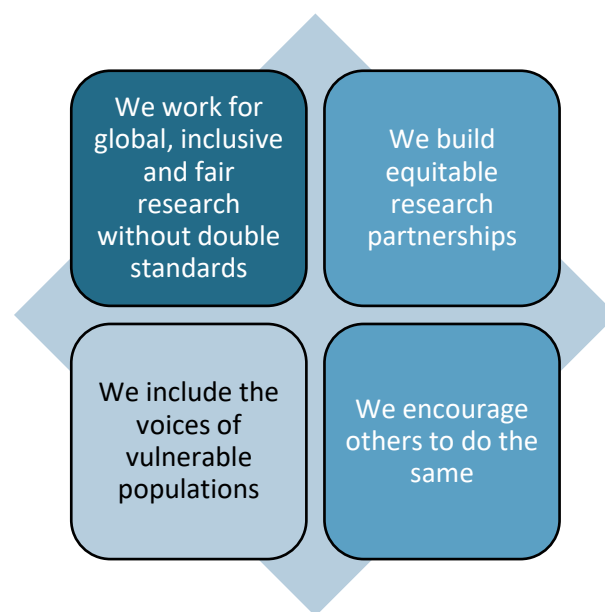 We work for
global, inclusive
and fair
research
without double
standards
We build
equitable
research
partnerships
We include the
voices of
vulnerable
populations
We encourage
others to do the
same